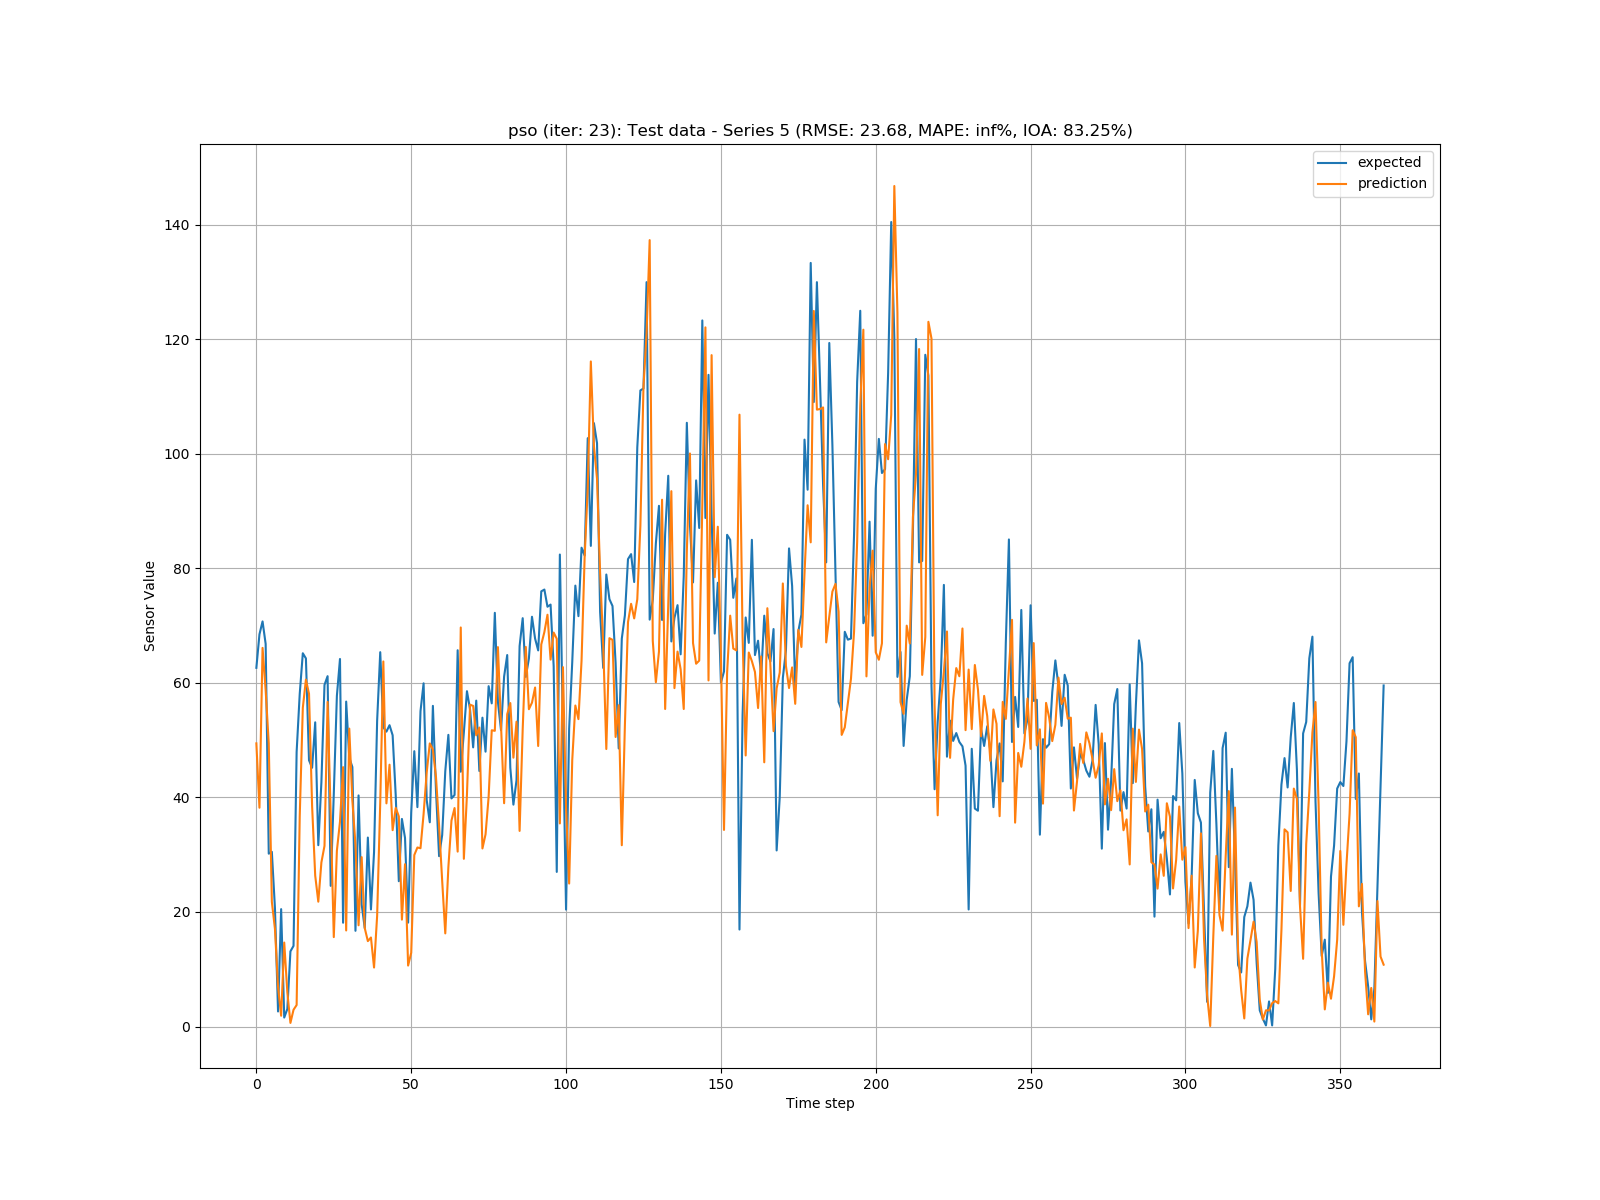 pso (iter: 23): Test data - Series 5 (RMSE: 23.68, MAPE: inf%, IOA: 83.25%)
expected
prediction
140
120
100
80
60
40
20
0
Sensor Value
0 50 100 150 200 250 300 350
Time step